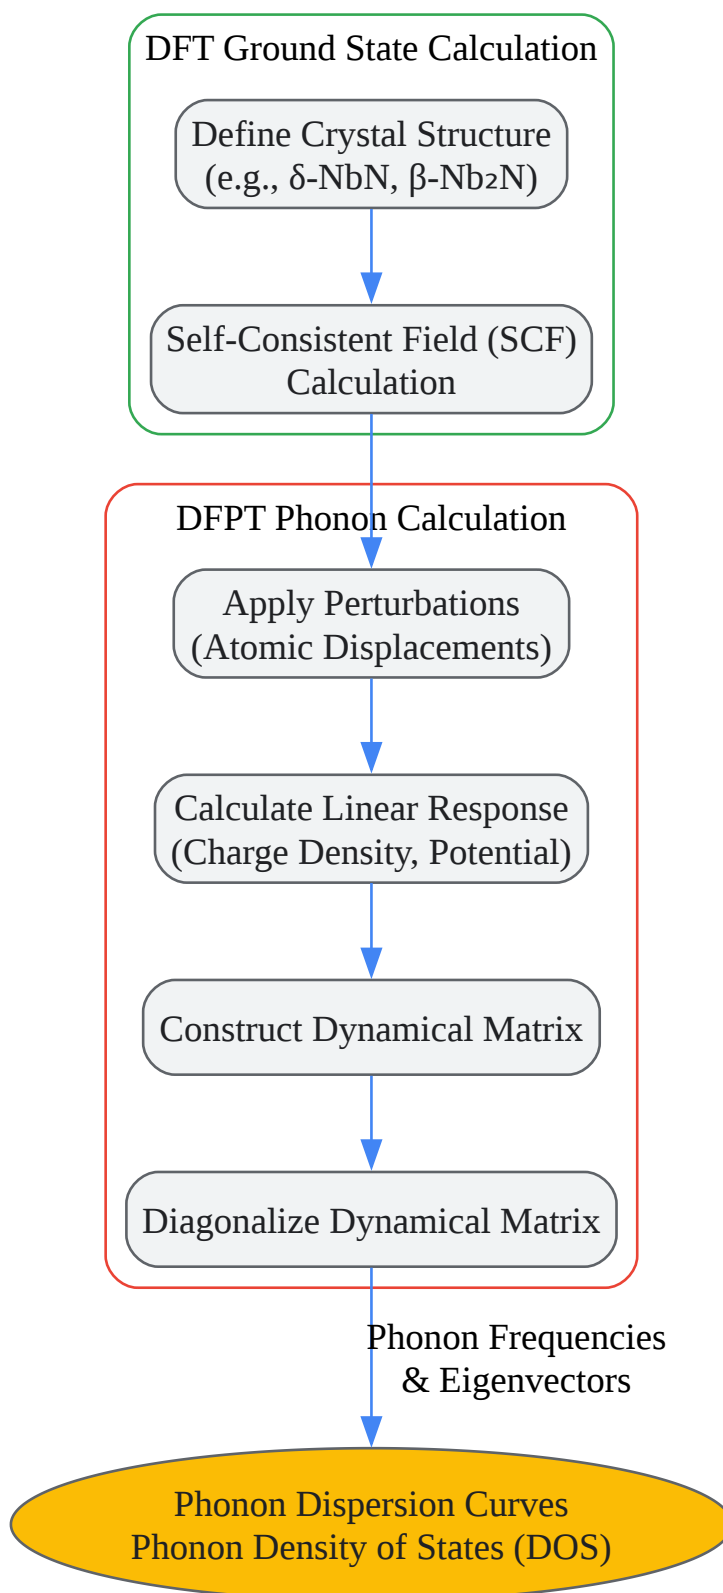 DFT Ground State Calculation
Define Crystal Structure
(e.g., δ-NbN, β-Nb₂N)
Self-Consistent Field (SCF)
Calculation
DFPT Phonon Calculation
Apply Perturbations
(Atomic Displacements)
Calculate Linear Response
(Charge Density, Potential)
Construct Dynamical Matrix
Diagonalize Dynamical Matrix
Phonon Frequencies
& Eigenvectors
Phonon Dispersion Curves
Phonon Density of States (DOS)